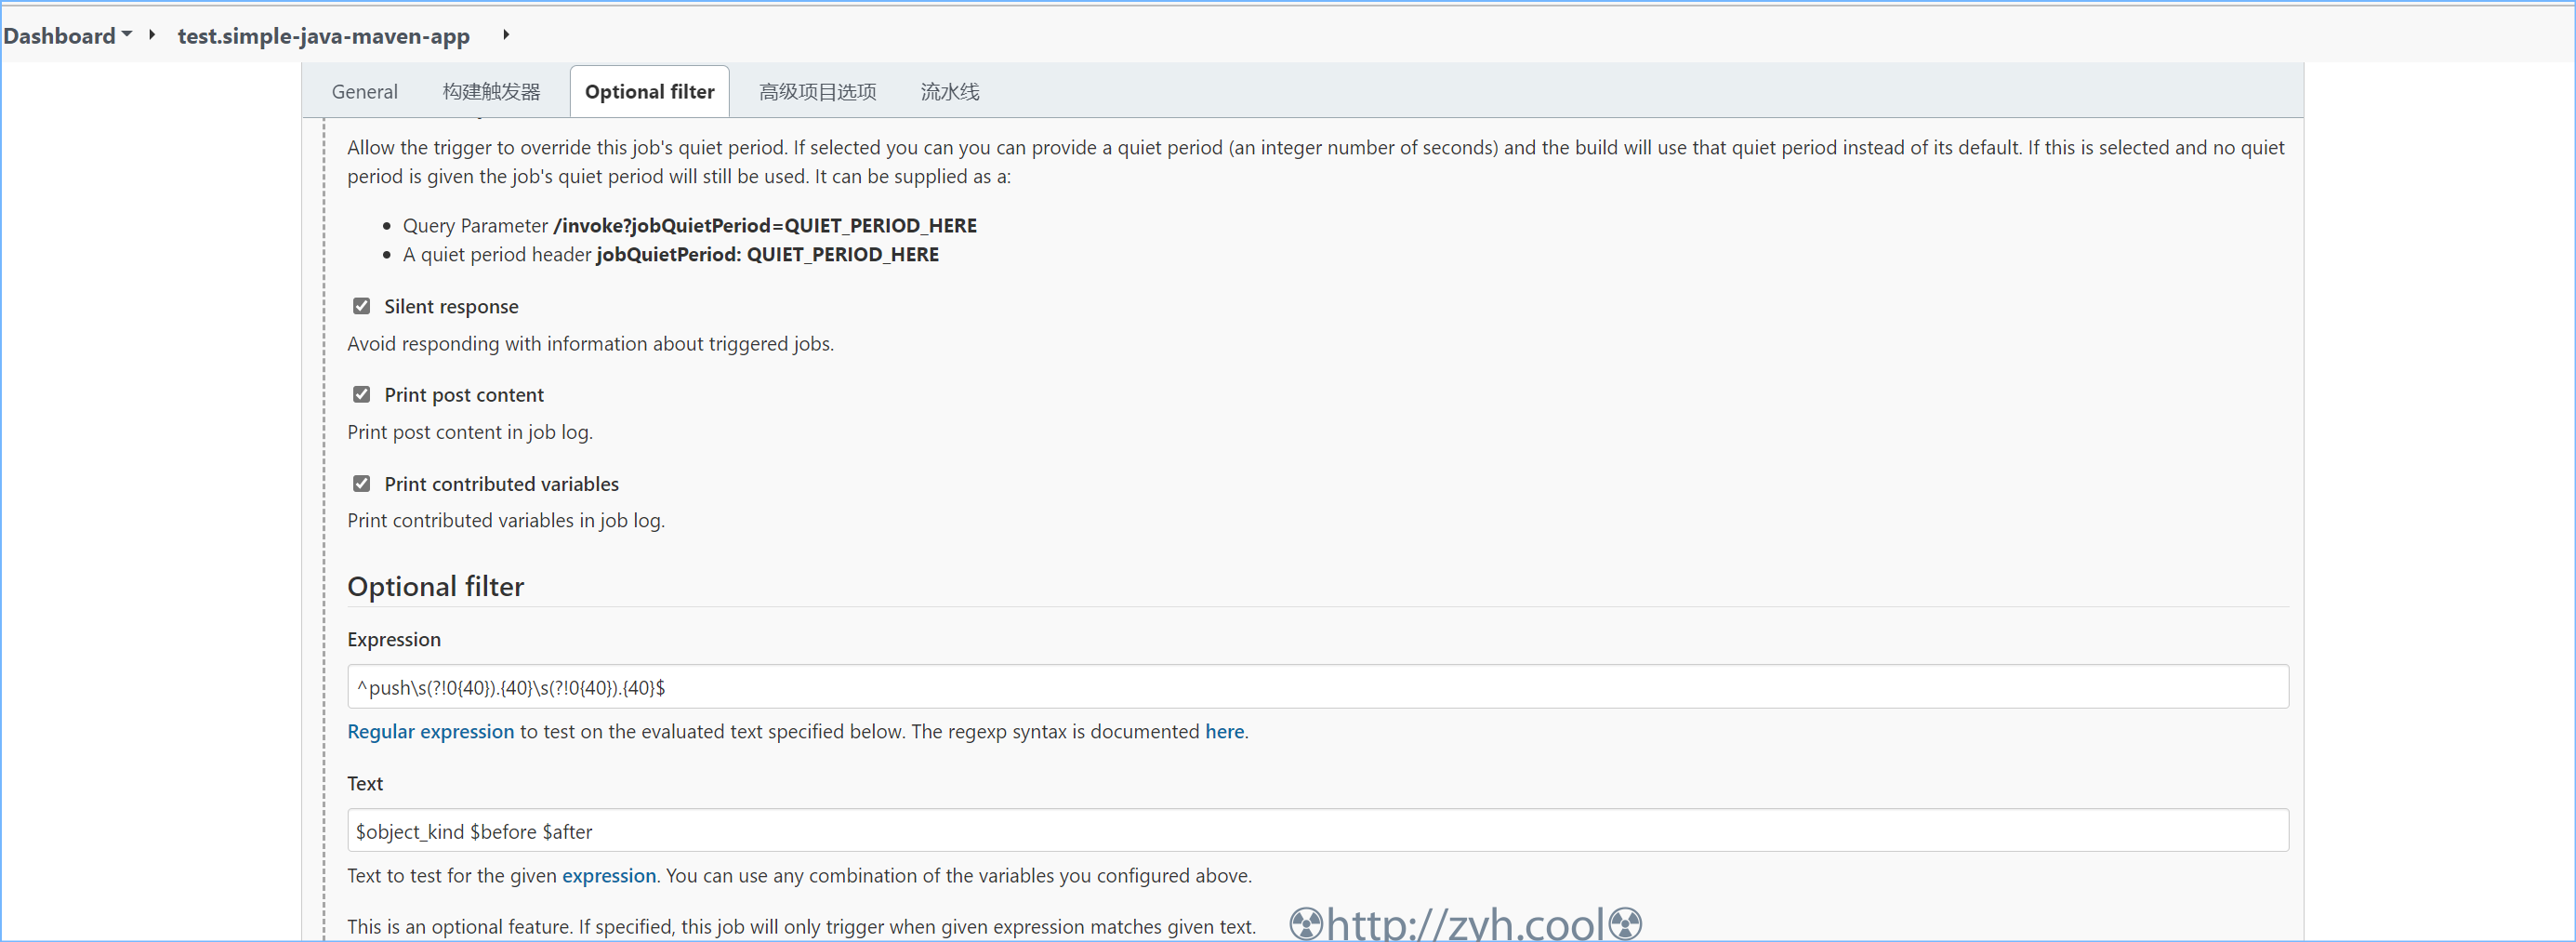 Dashboard test.simple-java-maven-app
General 构建触发器 Optional filter 高级项目选项 流水线
Allow the trigger to override this job's quiet period. If selected you can you can provide a quiet period (an integer number of seconds) and the build will use that quiet period instead of its default. If this is selected and no quiet
period is given the job's quiet period will still be used. It can be supplied as a:
Query Parameter /invoke?jobQuietPeriod=QUIET_PERIOD_HERE
A quiet period header jobQuietPeriod: QUIET_PERIOD_HERE
Silent response
Avoid responding with information about triggered jobs.
Print post content
Print post content in job log.
Print contributed variables
Print contributed variables in job log.
Optional filter
Expression
^push\s(?!0{40}).{40}\s(?!0{40}).{40}$
Regular expression to test on the evaluated text specified below. The regexp syntax is documented here.
Text
$object_kind $before $after
Text to test for the given expression. You can use any combination of the variables you configured above.
This is an optional feature. If specified, this job will only trigger when given expression matches given text.
☢http://zyh.cool☢